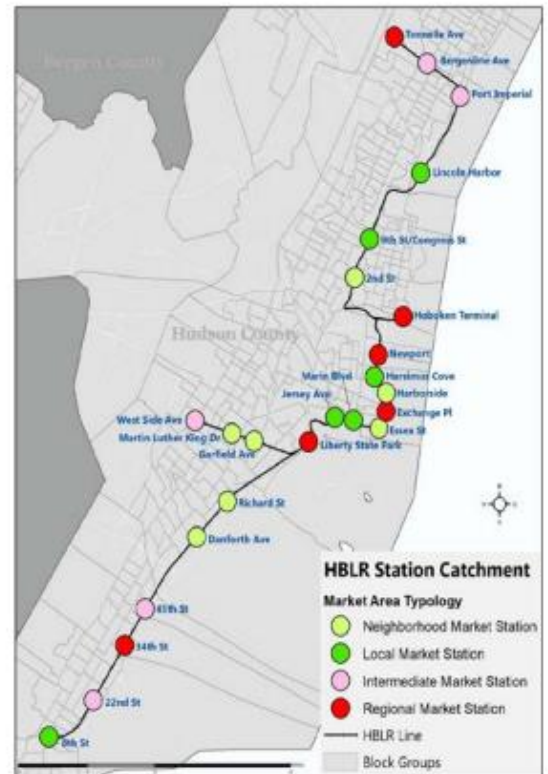 Tonnelle Ave
Bergen County
Bergenline Ave
Port Imperial
Lincoln Harbor
9th St/Congress St
2nd St
Hoboken Terminal
Hudson County
Newport
Marin Blvd
Harsimus Cove
Jersey Ave
Harborside
West Side Ave
Exchange Pl
Martin Luther King Dr
Essex St
Garfield Ave
Liberty State Park
Richard St
Danforth Ave
45th St
34th St
22nd St
8th St
HBLR Station Catchment
Market Area Typology
Neighborhood Market Station
Local Market Station
Intermediate Market Station
Regional Market Station
HBLR Line
Block Groups